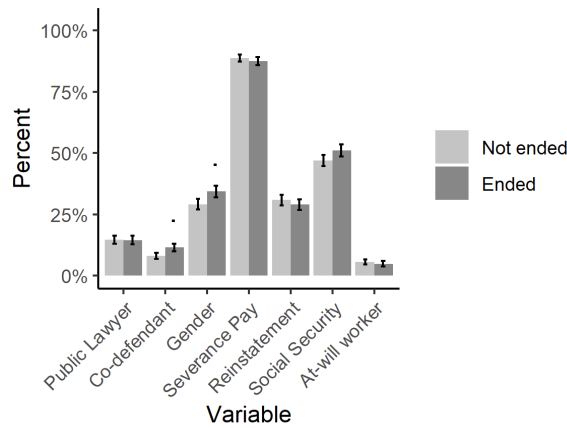 100%
75%
50%
25%
0%
Percent
Not ended
Ended
Public Lawyer
Co-defendant
Gender
Severance Pay
Reinstatement
Social Security
At-will worker
Variable